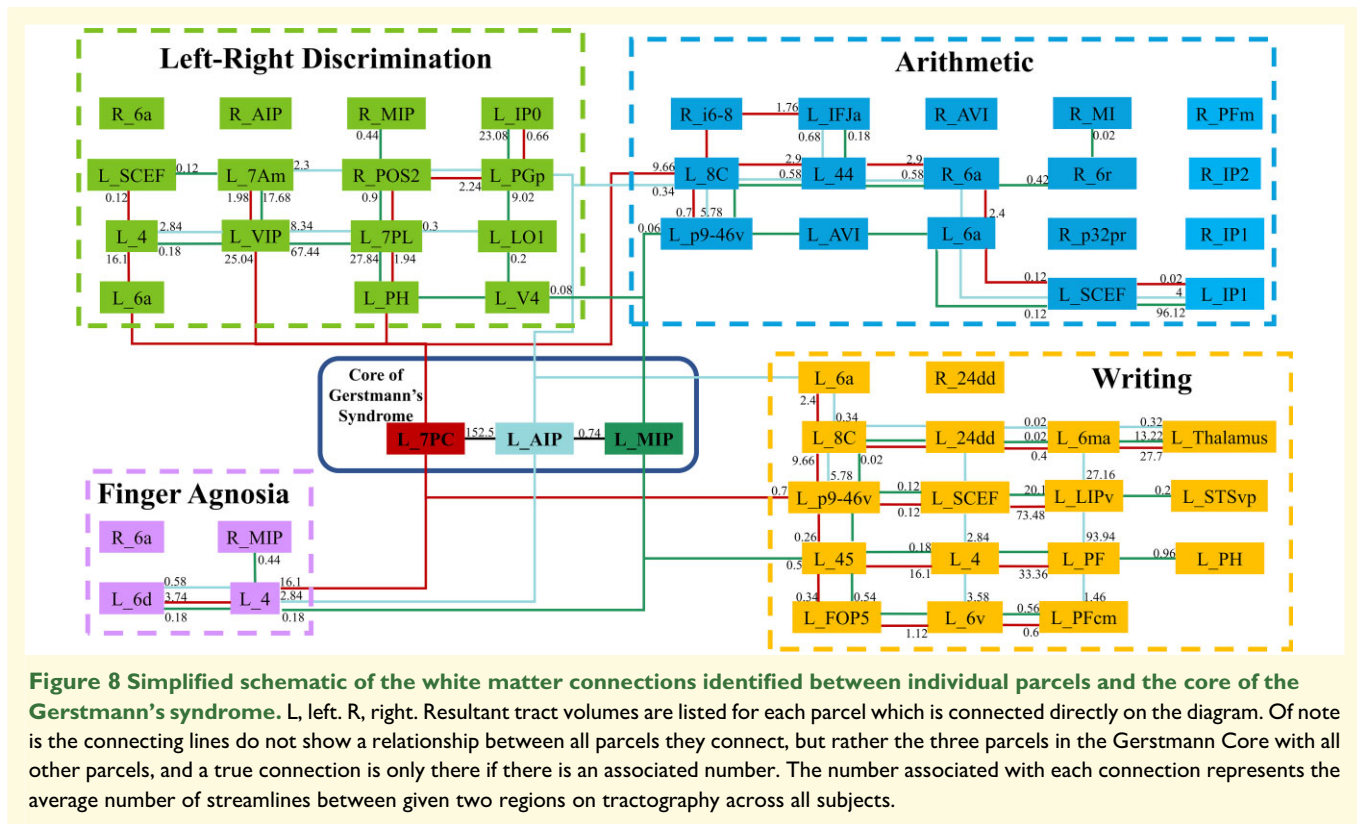 Left-Right Discrimination
R_6a R_AIP R_MIP L_IP0
0.44 23.08 0.66
L_SCEF 0.12 L_7Am 2.3 R_POS2 2.24 L_PGp
0.12 1.98 17.68 0.9 9.02
L_4 2.84 0.18 L_VIP 8.34 67.44 L_7PL 0.3 L_LO1
16.1 25.04 27.84 1.94 0.2
L_6a L_PH L_V4 0.08
Arithmetic
R_i6-8 1.76 L_IFJa R_AVI R_MI R_PFm
0.68 0.18 0.02
9.66 0.34 L_8C 2.9 0.58 L_44 2.9 0.58 R_6a 0.42 R_6r R_IP2
0.7 5.78 2.4
0.06 L_p9-46v L_AVI L_6a R_p32pr R_IP1
0.12 0.12 L_SCEF 0.02 4 96.12 L_IP1
Core of
Gerstmann's
Syndrome
L_7PC 152.5 L_AIP 0.74 L_MIP
Writing
L_6a R_24dd
2.4 0.34
L_8C L_24dd 0.02 0.02 0.4 L_6ma 0.32 13.22 27.7 L_Thalamus
9.66 5.78 0.02 27.16
0.7 L_p9-46v 0.12 0.12 L_SCEF 20.1 73.48 L_LIPv 0.2 L_STSvp
0.26 2.84 93.94
0.5 L_45 0.18 16.1 L_4 33.36 L_PF 0.96 L_PH
0.34 0.54 3.58 1.46
L_FOP5 1.12 L_6v 0.56 0.6 L_PFcm
Finger Agnosia
R_6a R_MIP
0.44
L_6d 0.58 3.74 0.18 L_4 16.1 2.84 0.18
Figure 8 Simplified schematic of the white matter connections identified between individual parcels and the core of the
Gerstmann's syndrome. L, left. R, right. Resultant tract volumes are listed for each parcel which is connected directly on the diagram. Of note
is the connecting lines do not show a relationship between all parcels they connect, but rather the three parcels in the Gerstmann Core with all
other parcels, and a true connection is only there if there is an associated number. The number associated with each connection represents the
average number of streamlines between given two regions on tractography across all subjects.